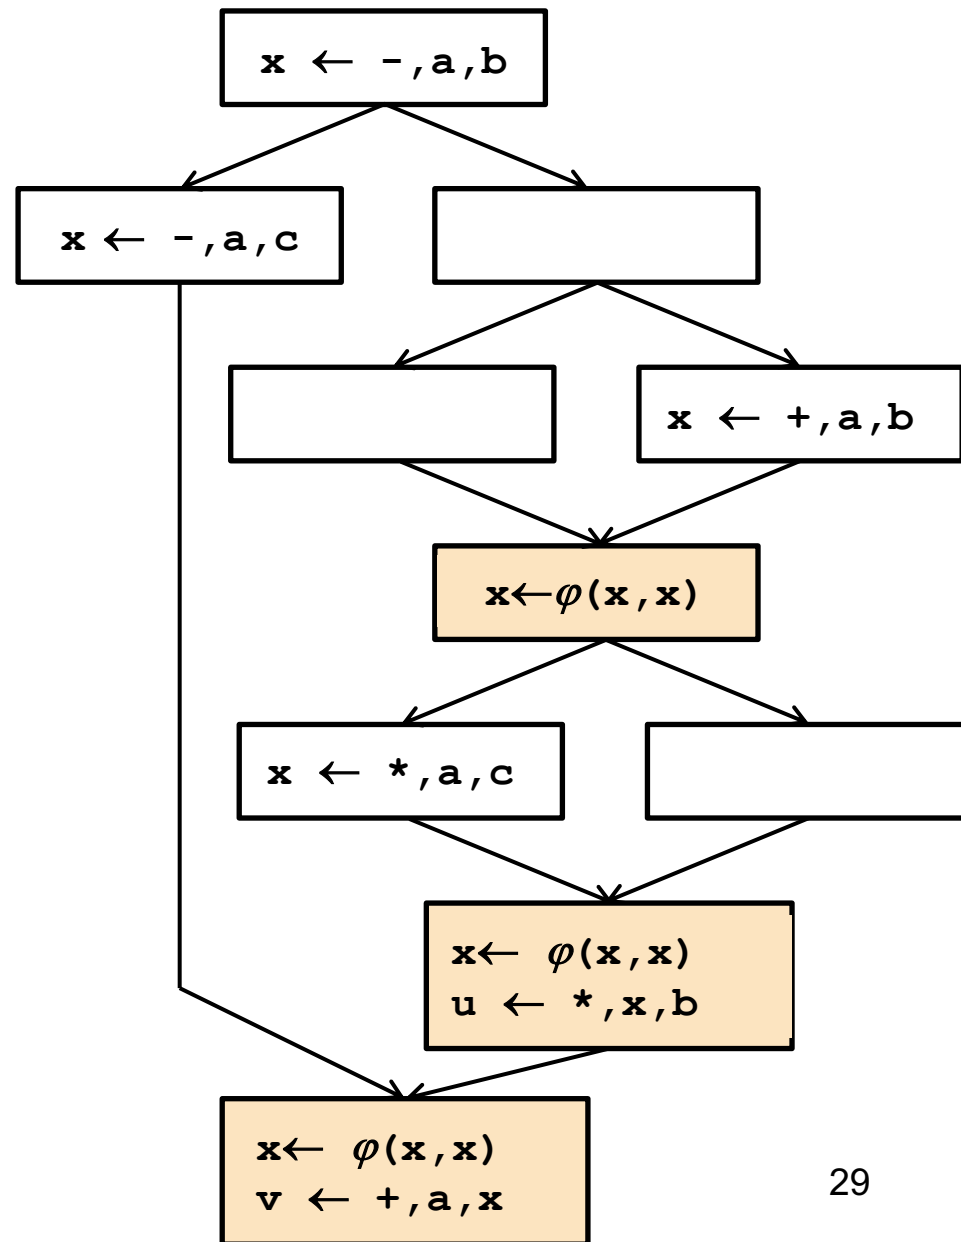 x ← -,a,b
x ← -,a,c
x ← +,a,b
x←φ(x,x)
x ← *,a,c
x← φ(x,x)
u ← *,x,b
x← φ(x,x)
v ← +,a,x
29